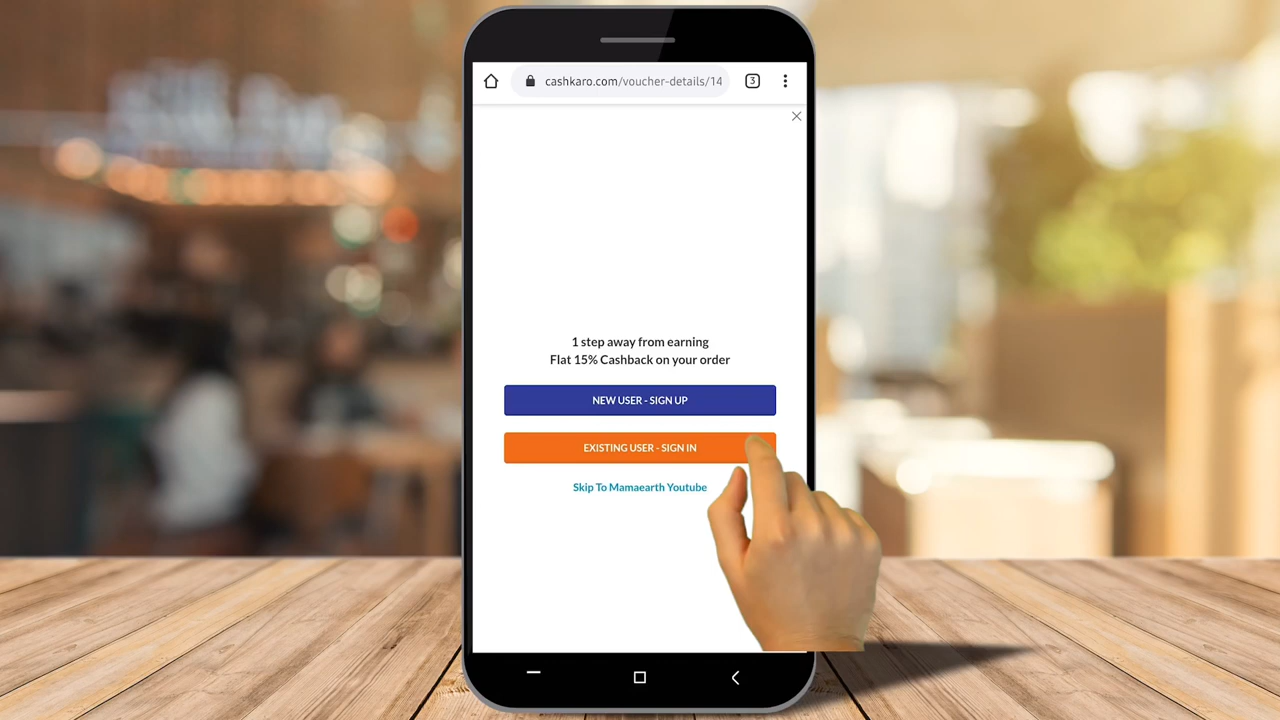 cashkaro.com/voucher-details/14
3
1 step away from earning
Flat 15% Cashback on your order
NEW USER - SIGN UP
EXISTING USER - SIGN IN
Skip To Mamaearth Youtube